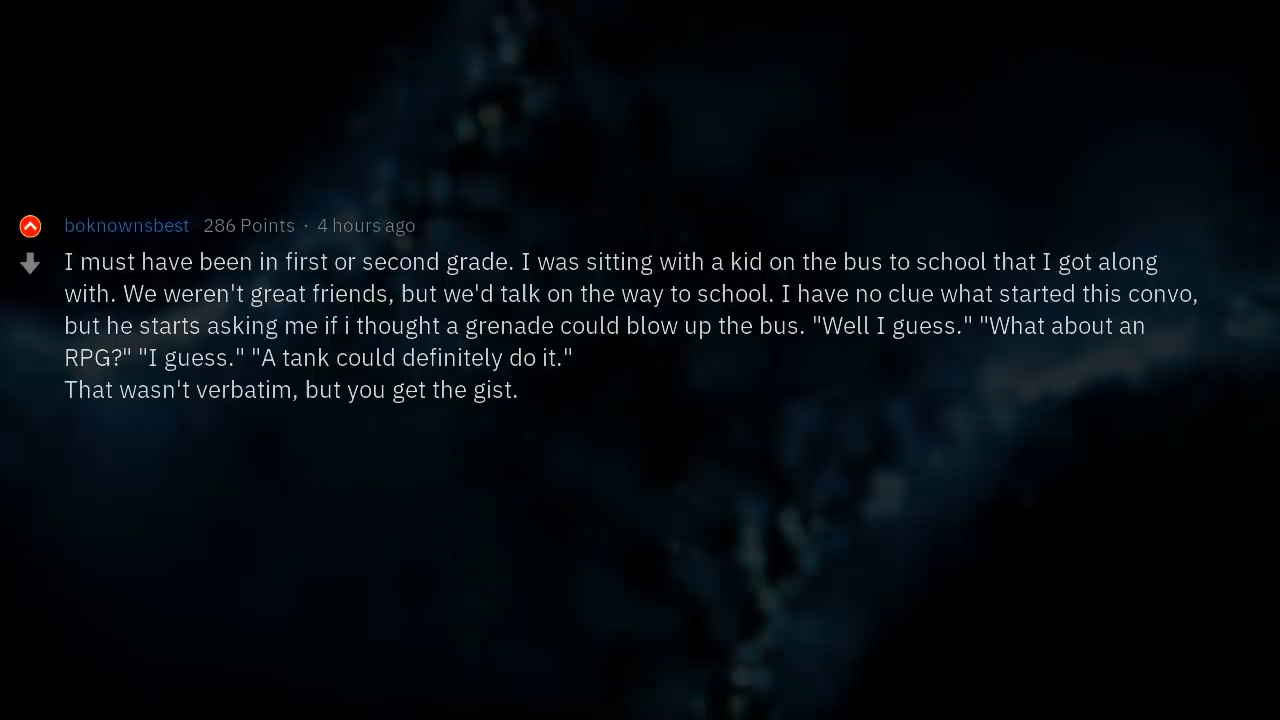 boknownsbest 286 Points · 4 hours ago
I must have been in first or second grade. I was sitting with a kid on the bus to school that I got along
with. We weren't great friends, but we'd talk on the way to school. I have no clue what started this convo,
but he starts asking me if i thought a grenade could blow up the bus. "Well I guess." "What about an
RPG?" "I guess." "A tank could definitely do it."
That wasn't verbatim, but you get the gist.